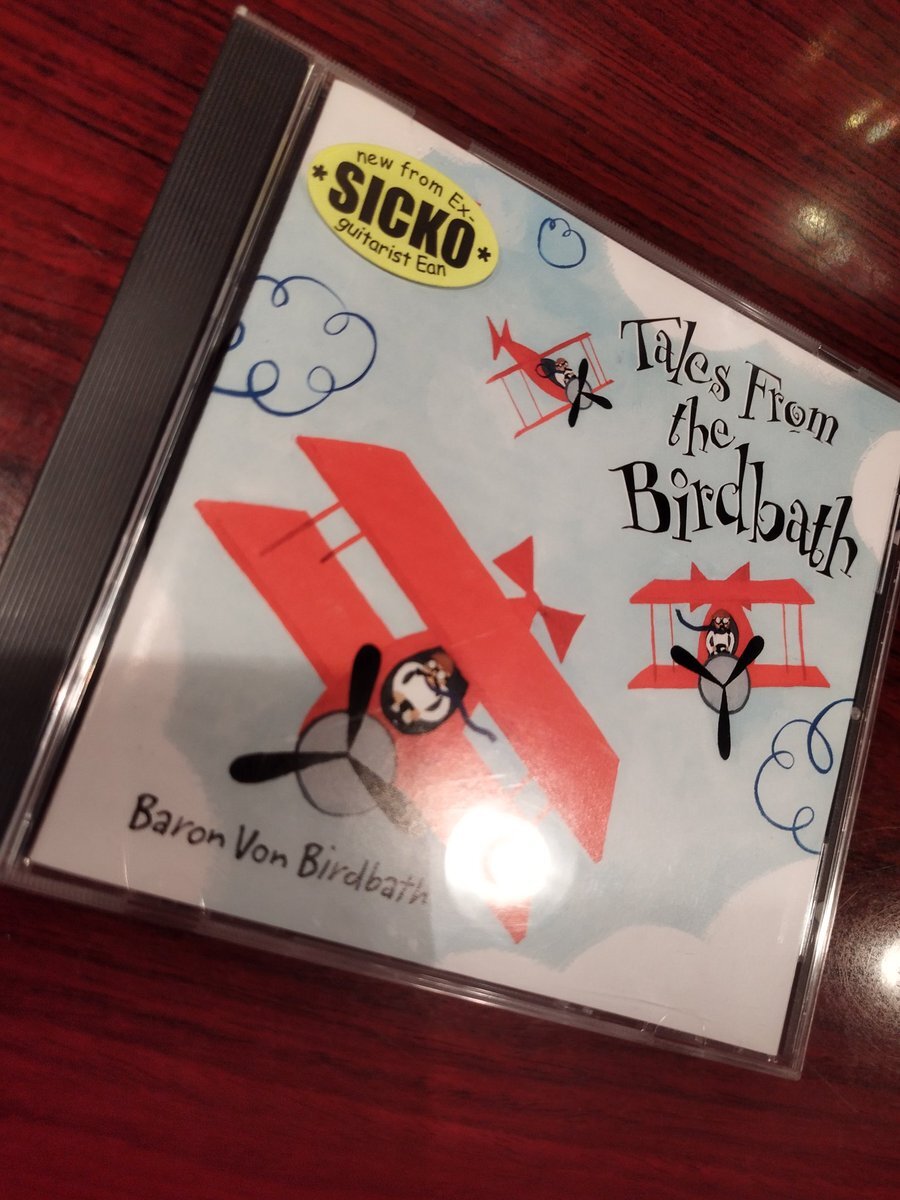 new from Ex-
*SICKO*
guitarist Ean
Tales From
the
Birdbath
Baron Von Birdbath